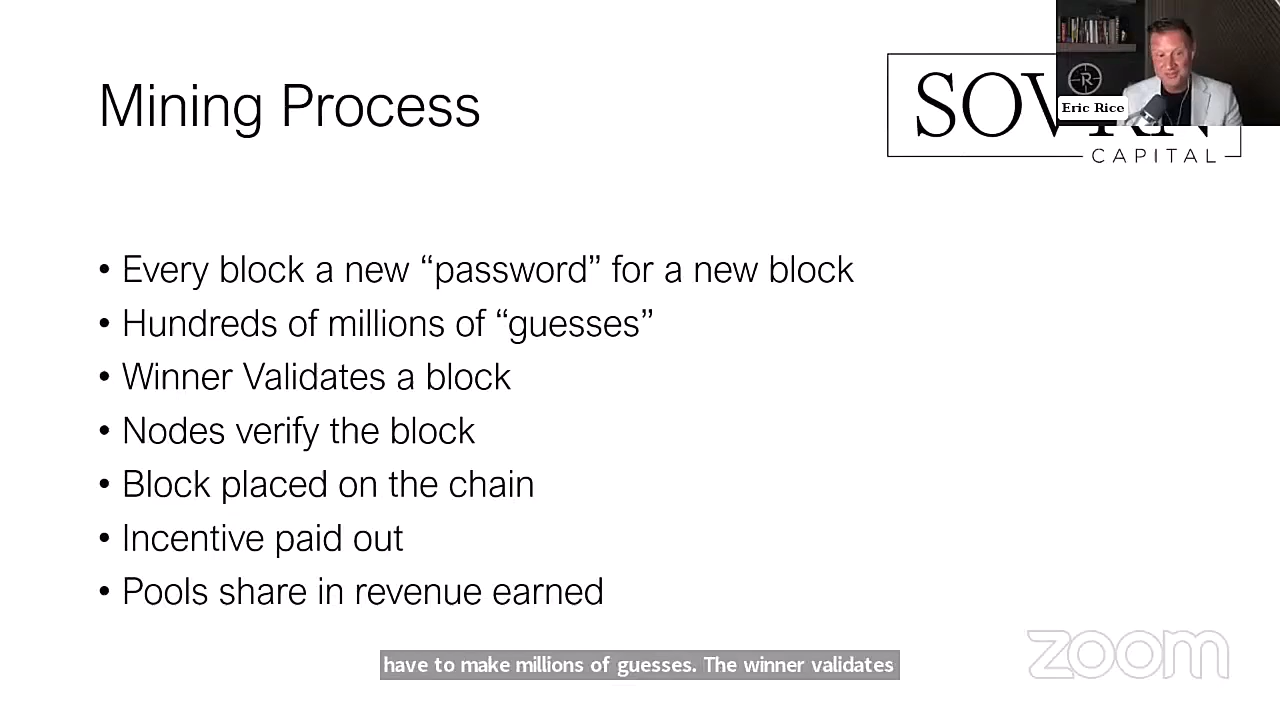 Mining Process
SOV
CAPITAL
Eric Rice
• Every block a new “password” for a new block
• Hundreds of millions of “guesses”
• Winner Validates a block
• Nodes verify the block
• Block placed on the chain
• Incentive paid out
• Pools share in revenue earned
have to make millions of guesses. The winner validates
zoom